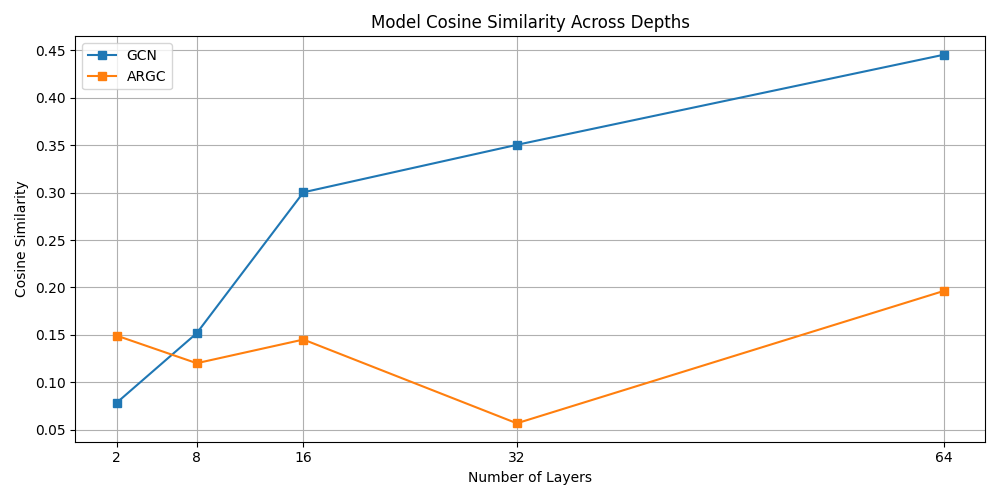 Model Cosine Similarity Across Depths
GCN
ARGC
Cosine Similarity
0.45
0.40
0.35
0.30
0.25
0.20
0.15
0.10
0.05
2 8 16 32 64
Number of Layers